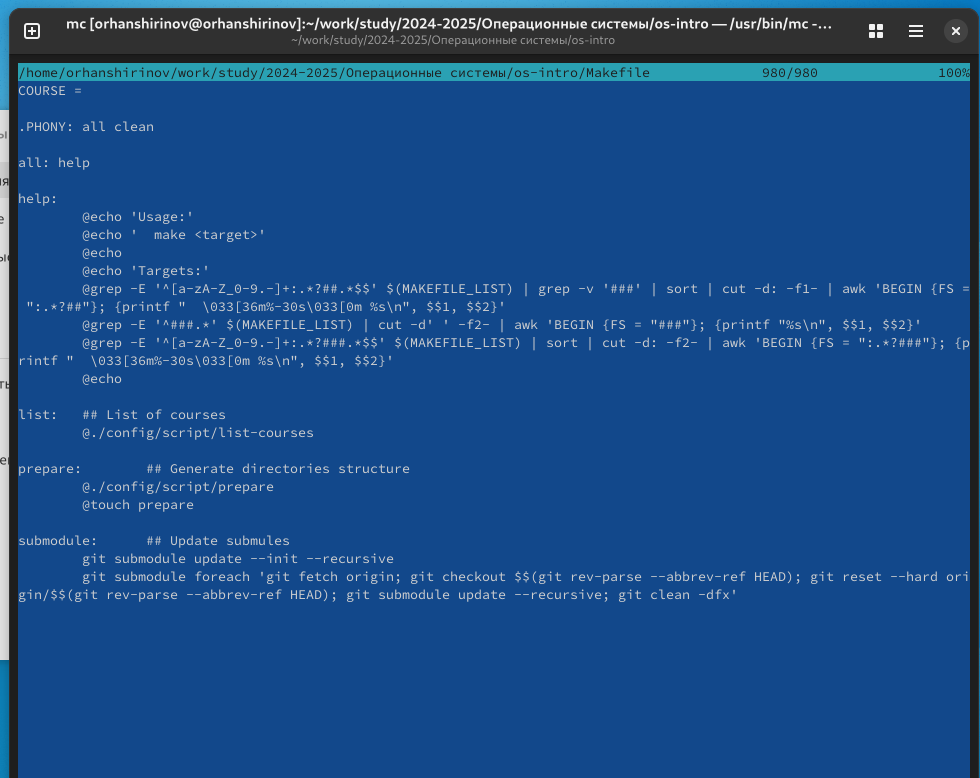 mc [orhanshirinov@orhanshirinov]:~/work/study/2024-2025/Операционные системы/os-intro — /usr/bin/mc -...
~/work/study/2024-2025/Операционные системы/os-intro
/home/orhanshirinov/work/study/2024-2025/Операционные системы/os-intro/Makefile 980/980 100%
COURSE =
.PHONY: all clean
all: help
help:
@echo 'Usage:'
@echo '  make <target>'
@echo
@echo 'Targets:'
@grep -E '^[a-zA-Z_0-9.-]+:.*?##.*$$' $(MAKEFILE_LIST) | grep -v '###' | sort | cut -d: -f1- | awk 'BEGIN {FS =
":.*?##"}; {printf "  \033[36m%-30s\033[0m %s\n", $$1, $$2}'
@grep -E '^###.*' $(MAKEFILE_LIST) | cut -d' ' -f2- | awk 'BEGIN {FS = "###"}; {printf "%s\n", $$1, $$2}'
@grep -E '^[a-zA-Z_0-9.-]+:.*?###.*$$' $(MAKEFILE_LIST) | sort | cut -d: -f2- | awk 'BEGIN {FS = ":.*?###"}; {p
rintf "  \033[36m%-30s\033[0m %s\n", $$1, $$2}'
@echo
list:   ## List of courses
@./config/script/list-courses
prepare:        ## Generate directories structure
@./config/script/prepare
@touch prepare
submodule:      ## Update submules
git submodule update --init --recursive
git submodule foreach 'git fetch origin; git checkout $$(git rev-parse --abbrev-ref HEAD); git reset --hard ori
gin/$$(git rev-parse --abbrev-ref HEAD); git submodule update --recursive; git clean -dfx'